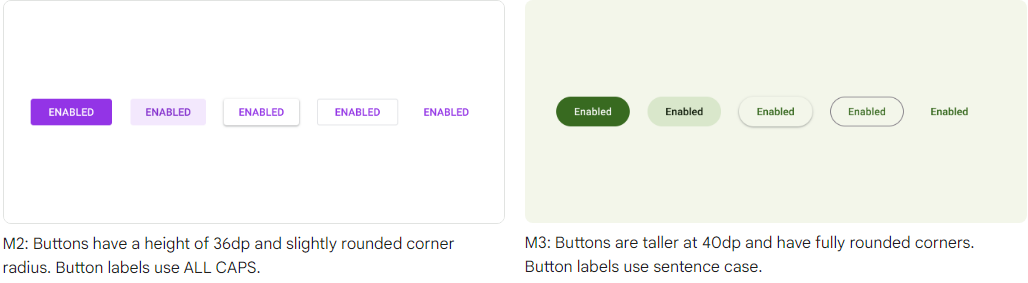 ENABLED ENABLED ENABLED ENABLED ENABLED
M2: Buttons have a height of 36dp and slightly rounded corner
radius. Button labels use ALL CAPS.
Enabled Enabled Enabled Enabled Enabled
M3: Buttons are taller at 40dp and have fully rounded corners.
Button labels use sentence case.